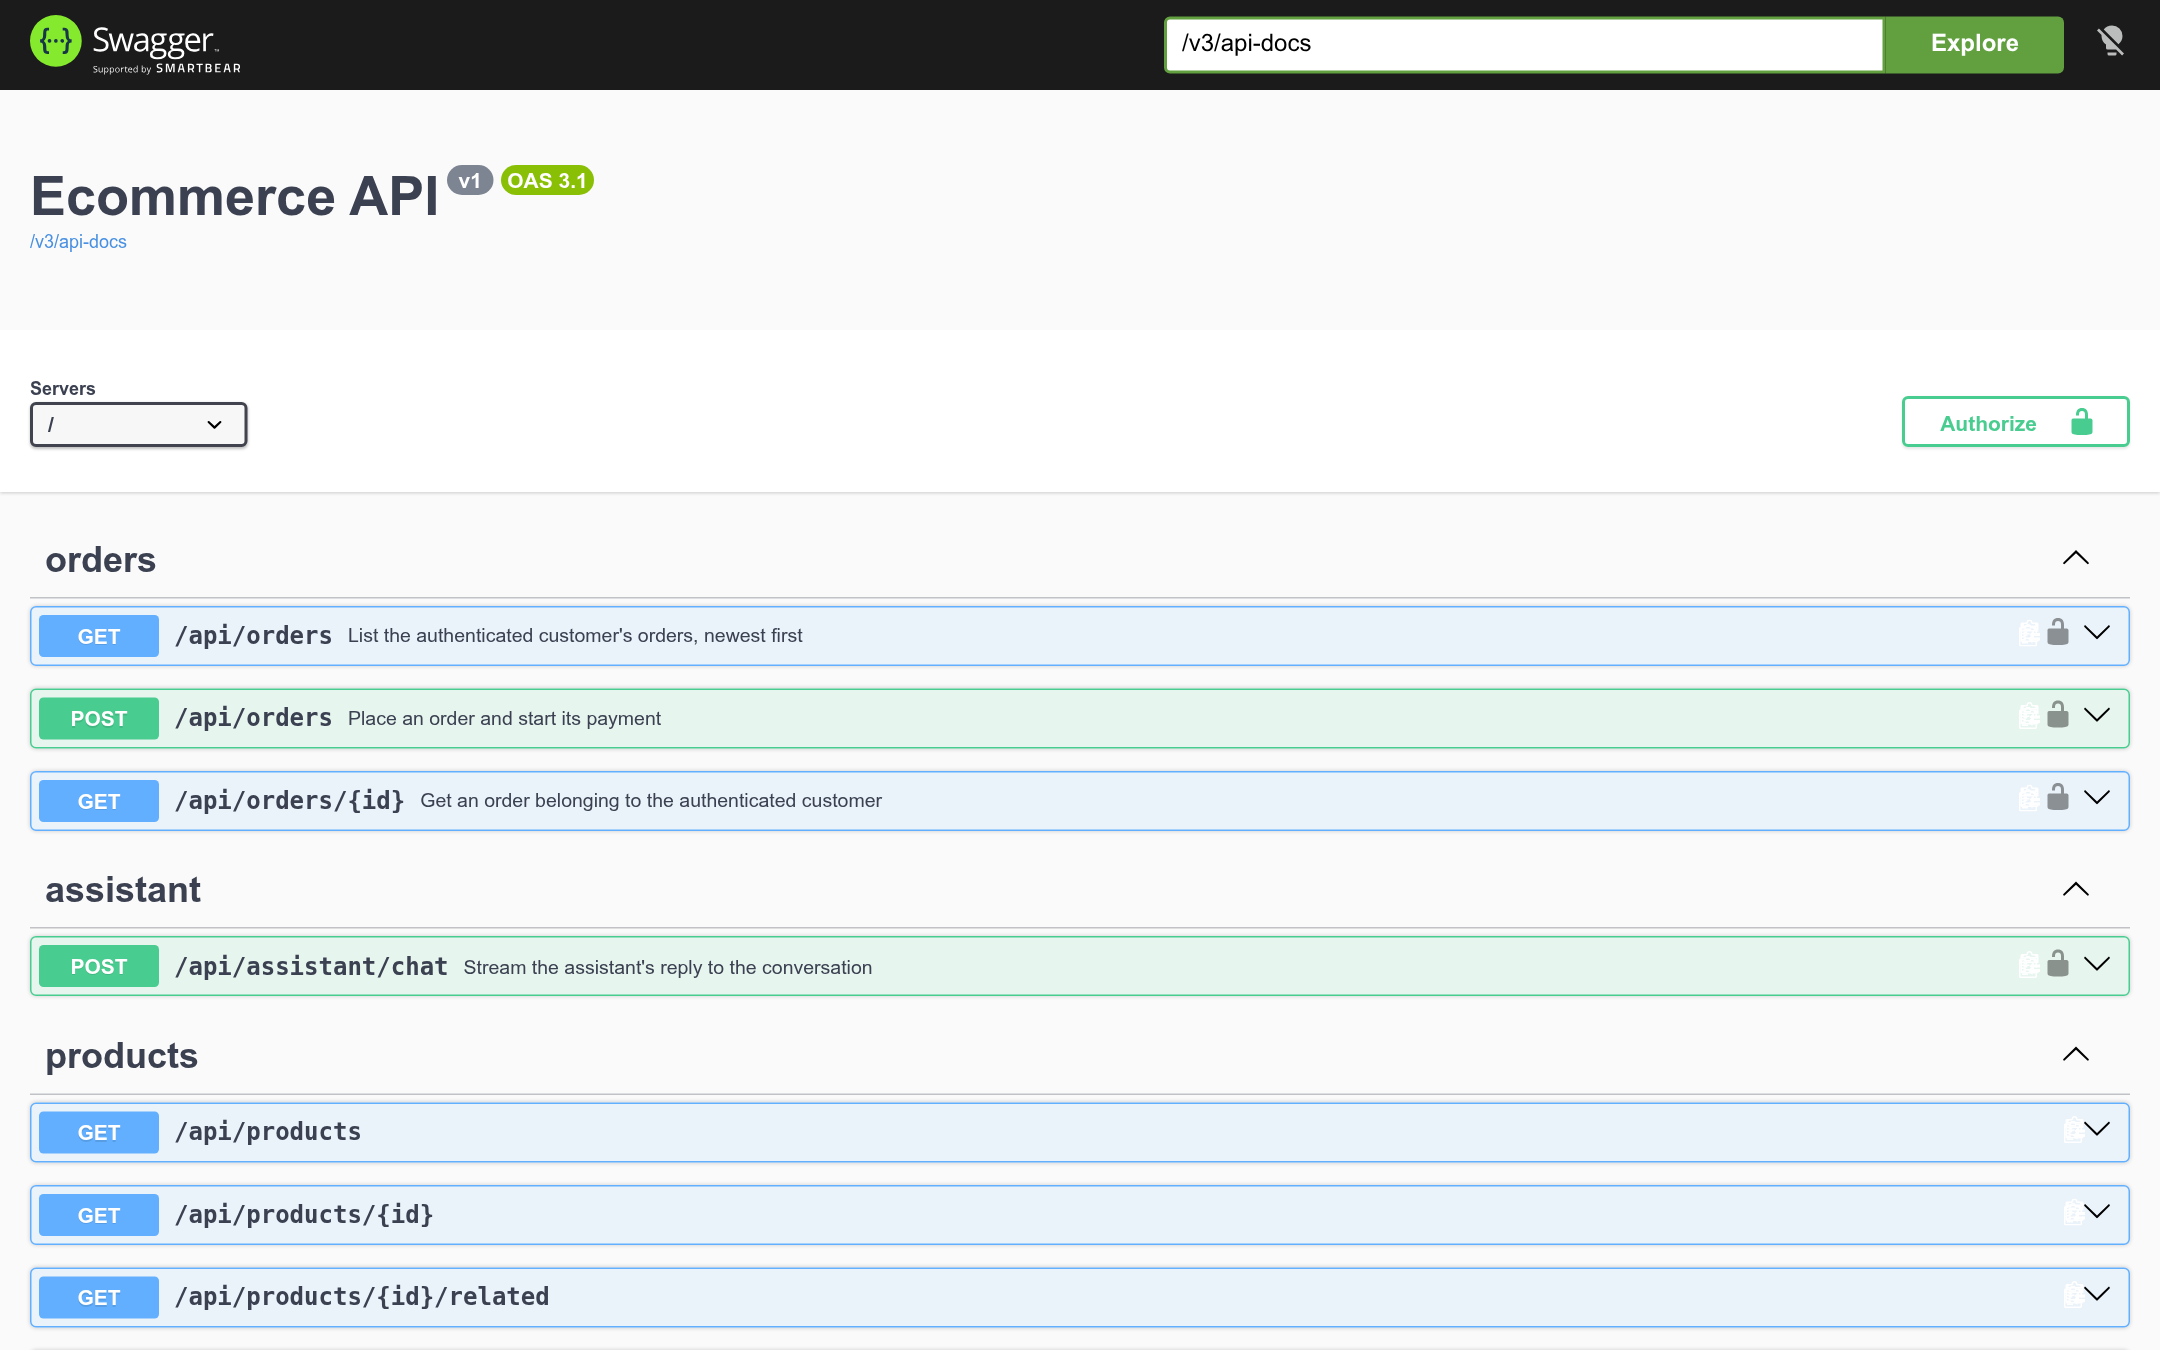 Swagger
Supported by SMARTBEAR
/v3/api-docs
Explore
Ecommerce API v1 OAS 3.1
/v3/api-docs
Servers
/
Authorize
orders
GET /api/orders List the authenticated customer's orders, newest first
POST /api/orders Place an order and start its payment
GET /api/orders/{id} Get an order belonging to the authenticated customer
assistant
POST /api/assistant/chat Stream the assistant's reply to the conversation
products
GET /api/products
GET /api/products/{id}
GET /api/products/{id}/related